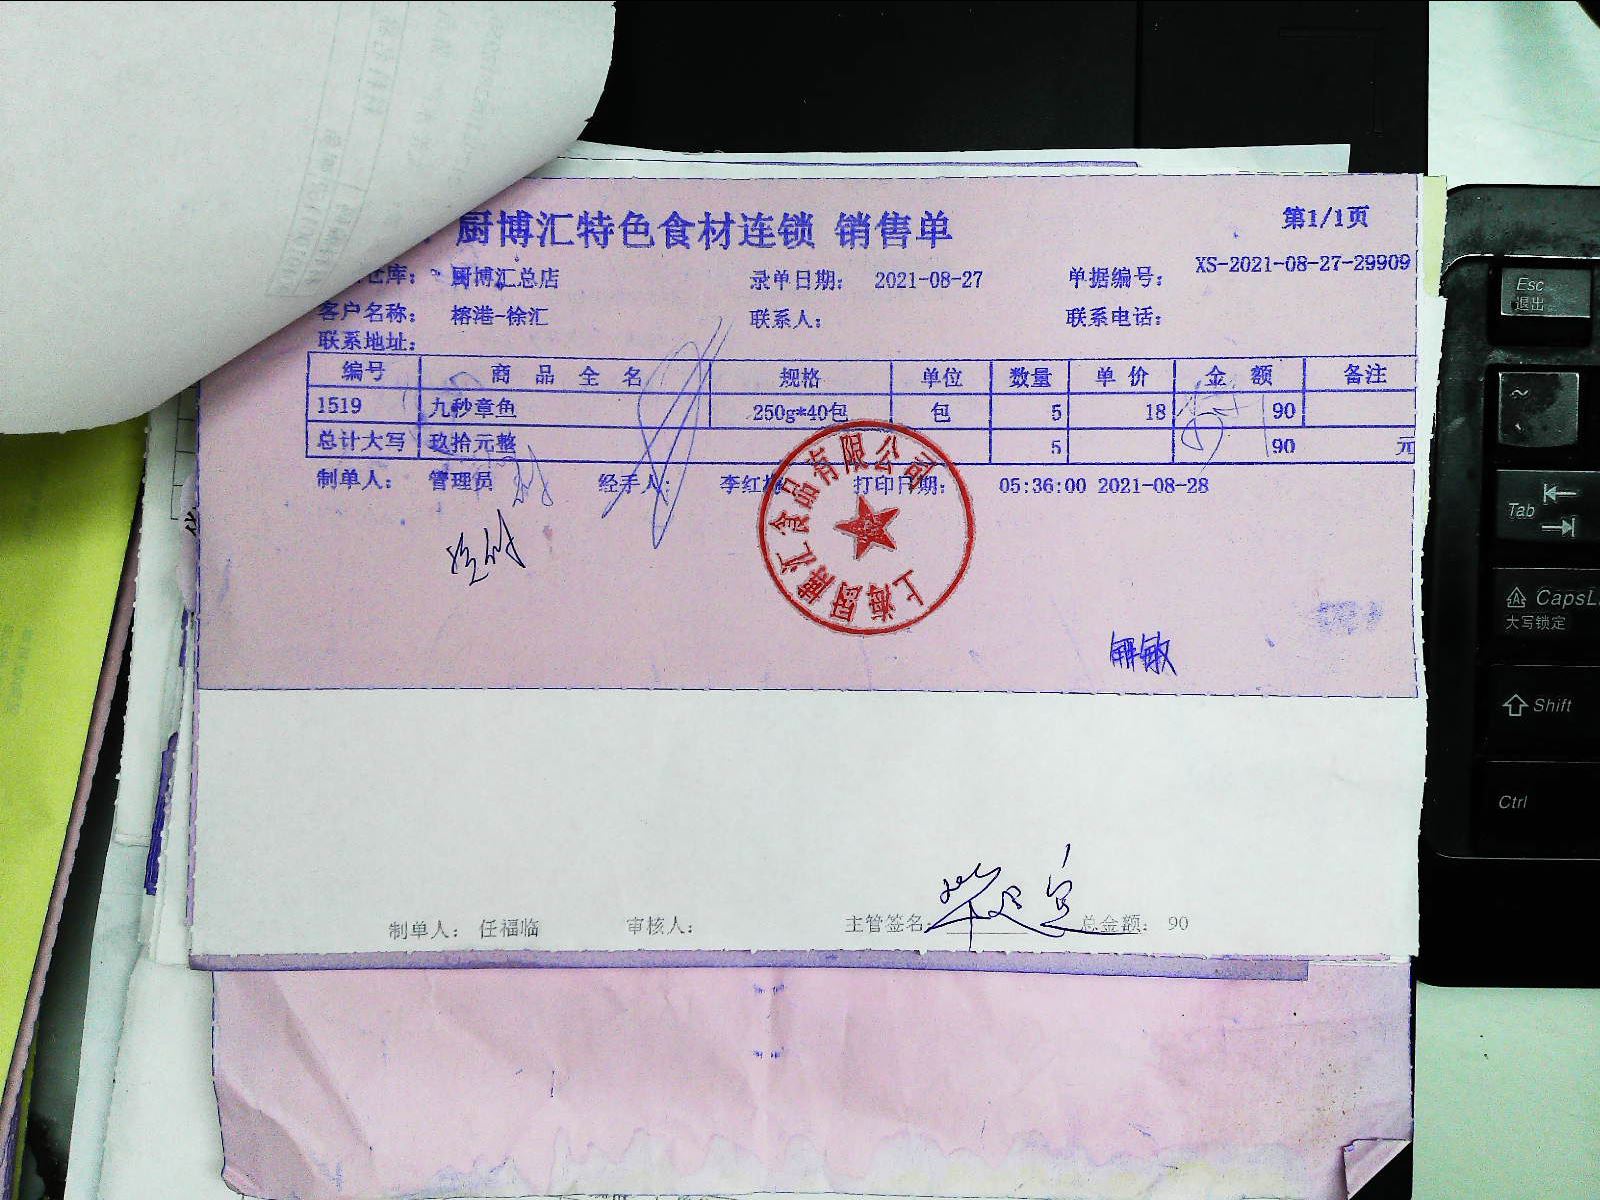 厨博汇特色食材连锁 销售单 第1/1页
仓库： 厨博汇总店 录单日期： 2021-08-27 单据编号： XS-2021-08-27-29909
客户名称： 榕港-徐汇 联系人： 联系电话：
联系地址：
编号 商品全名 规格 单位 数量 单价 金额 备注
1519 九秒章鱼 250g*40包 包 5 18 90
总计大写 玖拾元整 5 90 元
制单人： 管理员 经手人： 李红 打印日期： 05:36:00 2021-08-28
上海厨博汇食品有限公司
制单人： 任福临 审核人： 主管签名: 总金额： 90
Esc
退出
~
Tab
CapsL
大写锁定
Shift
Ctrl